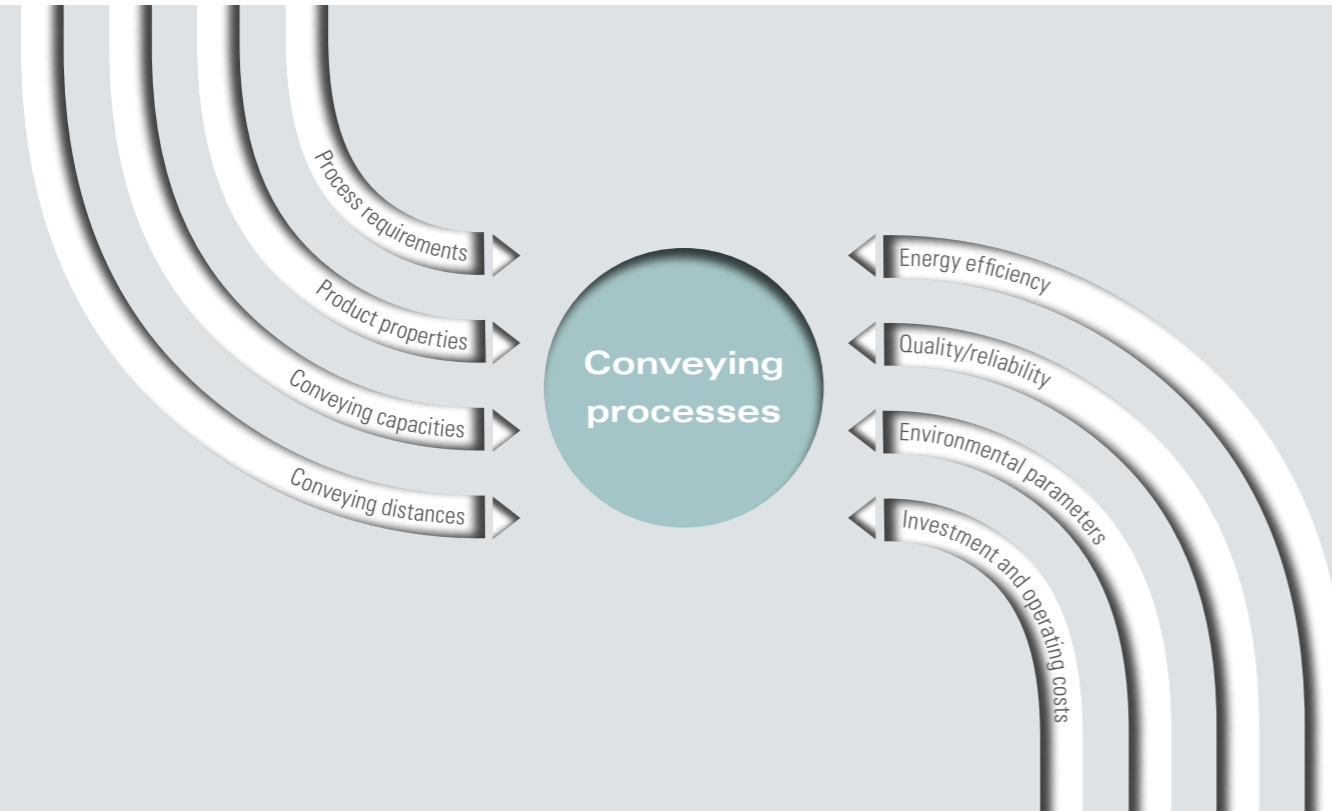 Process requirements
Product properties
Conveying capacities
Conveying distances
Conveying
processes
Energy efficiency
Quality/reliability
Environmental parameters
Investment and operating costs